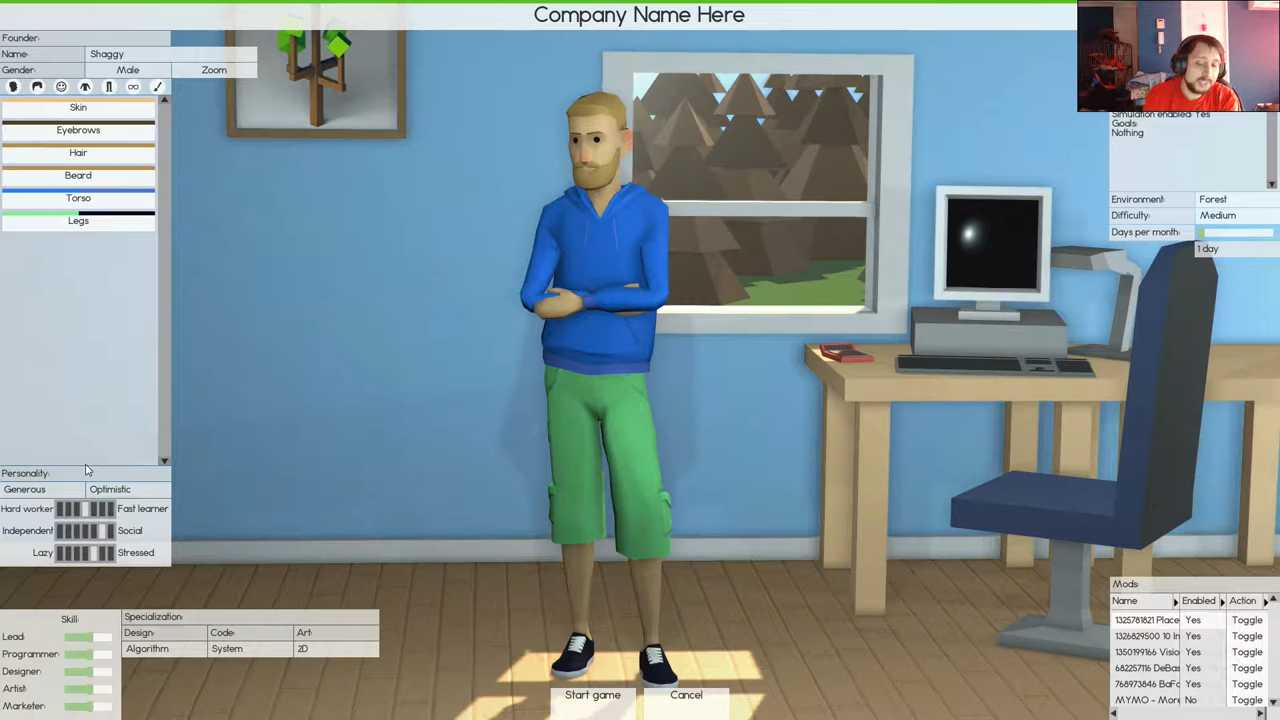 Company Name Here
Founder:
Name: Shaggy
Gender: Male Zoom
Skin
Eyebrows
Hair
Beard
Torso
Legs
Personality:
Generous Optimistic
Hard worker Fast learner
Independent Social
Lazy Stressed
Skill:
Lead:
Programmer:
Designer:
Artist:
Marketer:
Specialization:
Design: Code: Art:
Algorithm System 2D
Start game Cancel
Simulation enabled: Yes
Goals:
Nothing
Environment: Forest
Difficulty: Medium
Days per month:
1 day
Mods:
Name Enabled Action
1325781821 Place Yes Toggle
1326829500 10 In Yes Toggle
1350199166 Visio Yes Toggle
682257116 DeBas Yes Toggle
768973846 BaFo Yes Toggle
MYMO - More No Toggle